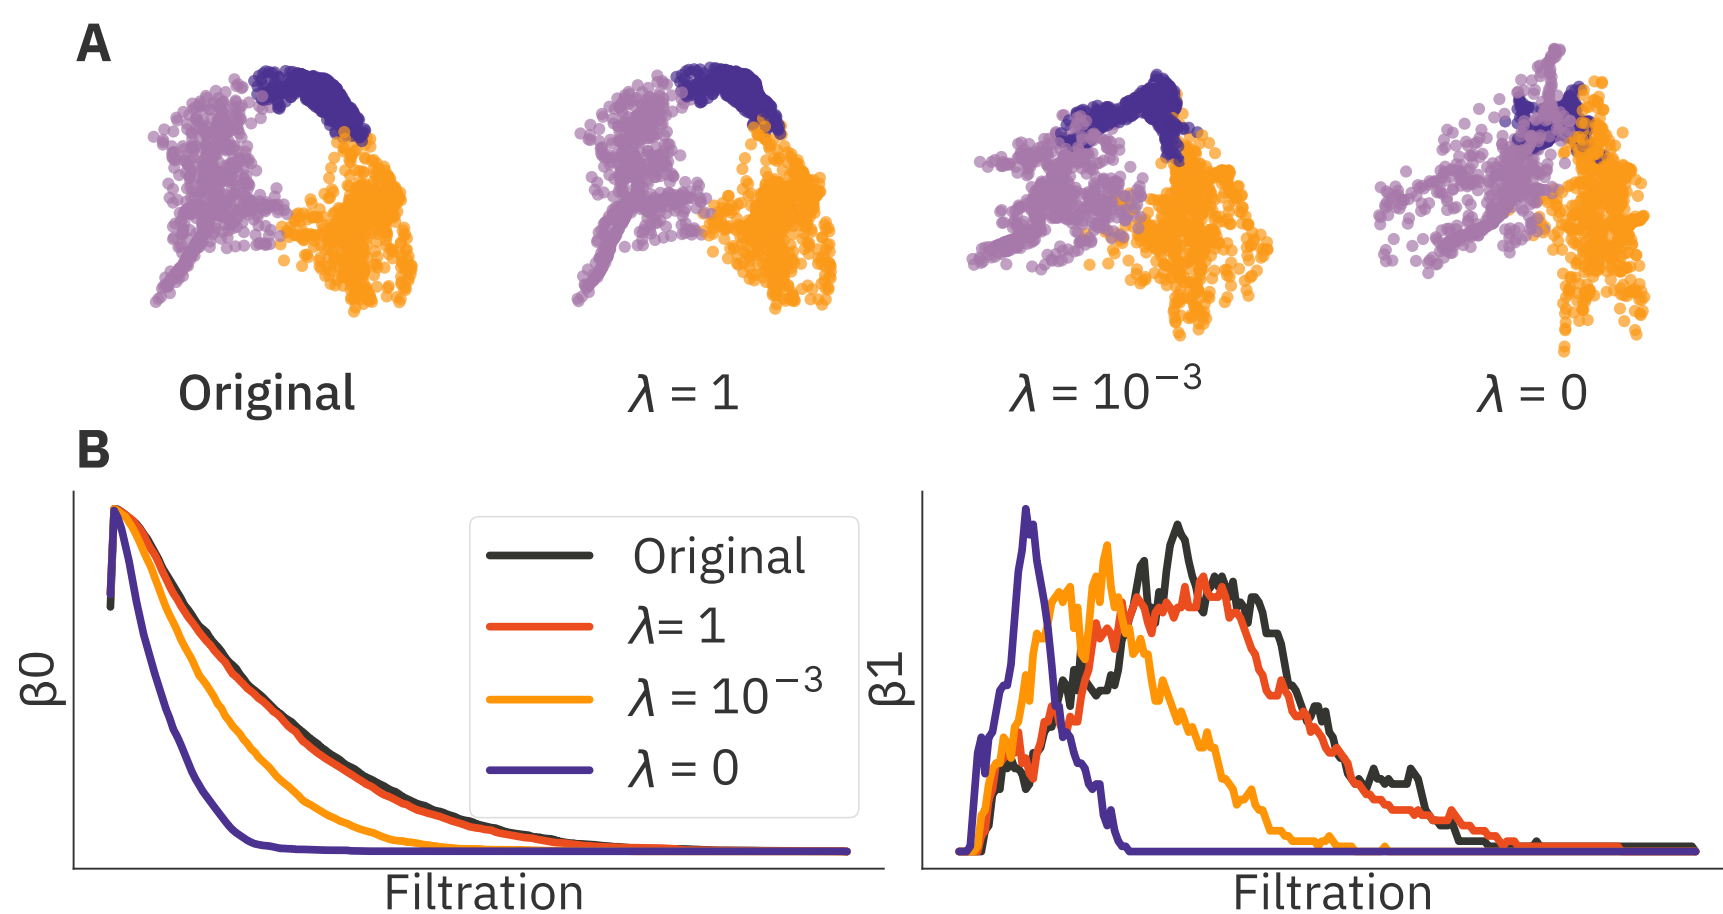 A
Original
λ = 1
λ = 10⁻³
λ = 0
B
β0
Filtration
Original
λ= 1
λ = 10⁻³
λ = 0
β1
Filtration